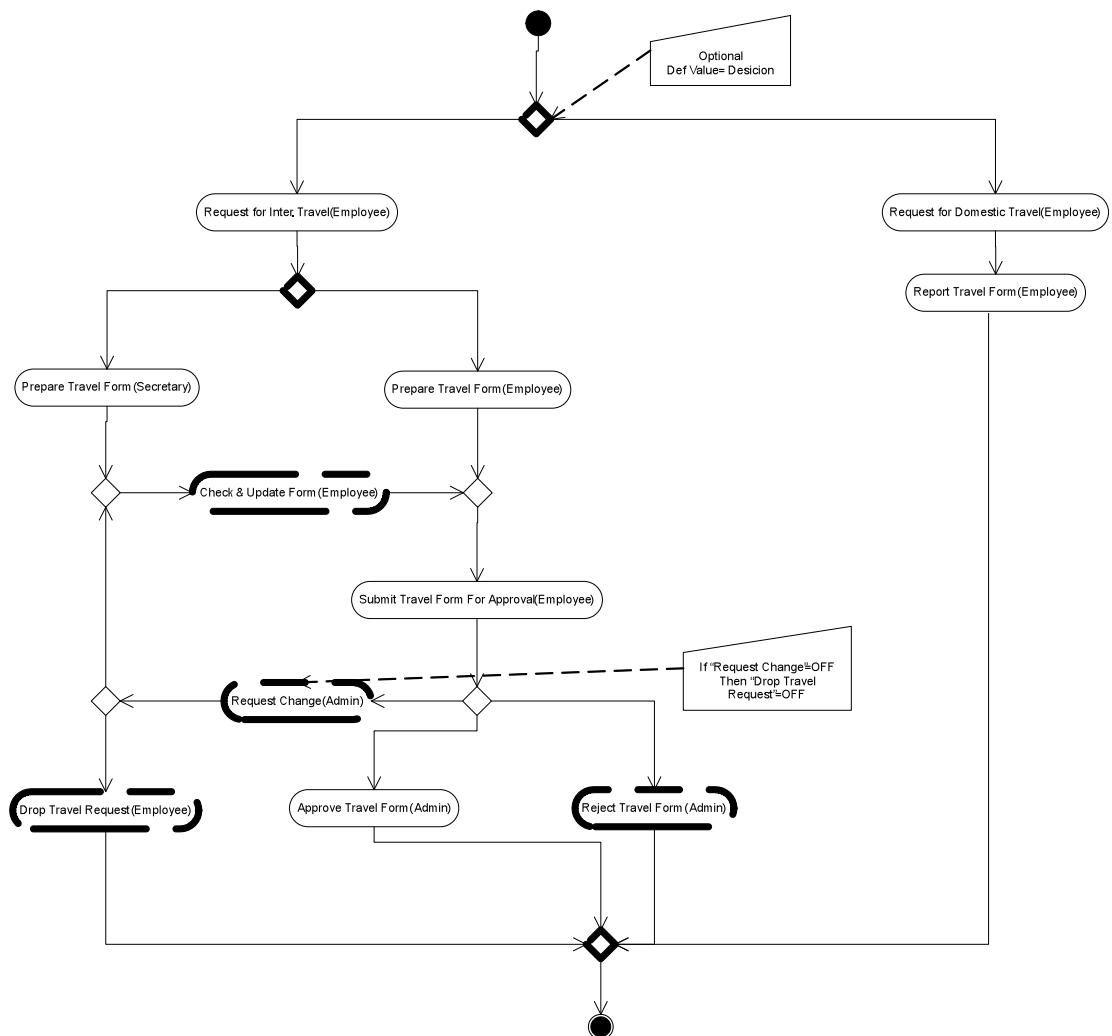 Optional
Def Value= Desicion
Request for Inter. Travel(Employee)
Request for Domestic Travel(Employee)
Report Travel Form(Employee)
Prepare Travel Form(Secretary)
Prepare Travel Form(Employee)
Check & Update Form(Employee)
Submit Travel Form For Approval(Employee)
If "Request Change"=OFF
Then "Drop Travel
Request"=OFF
Request Change(Admin)
Drop Travel Request(Employee)
Approve Travel Form(Admin)
Reject Travel Form(Admin)